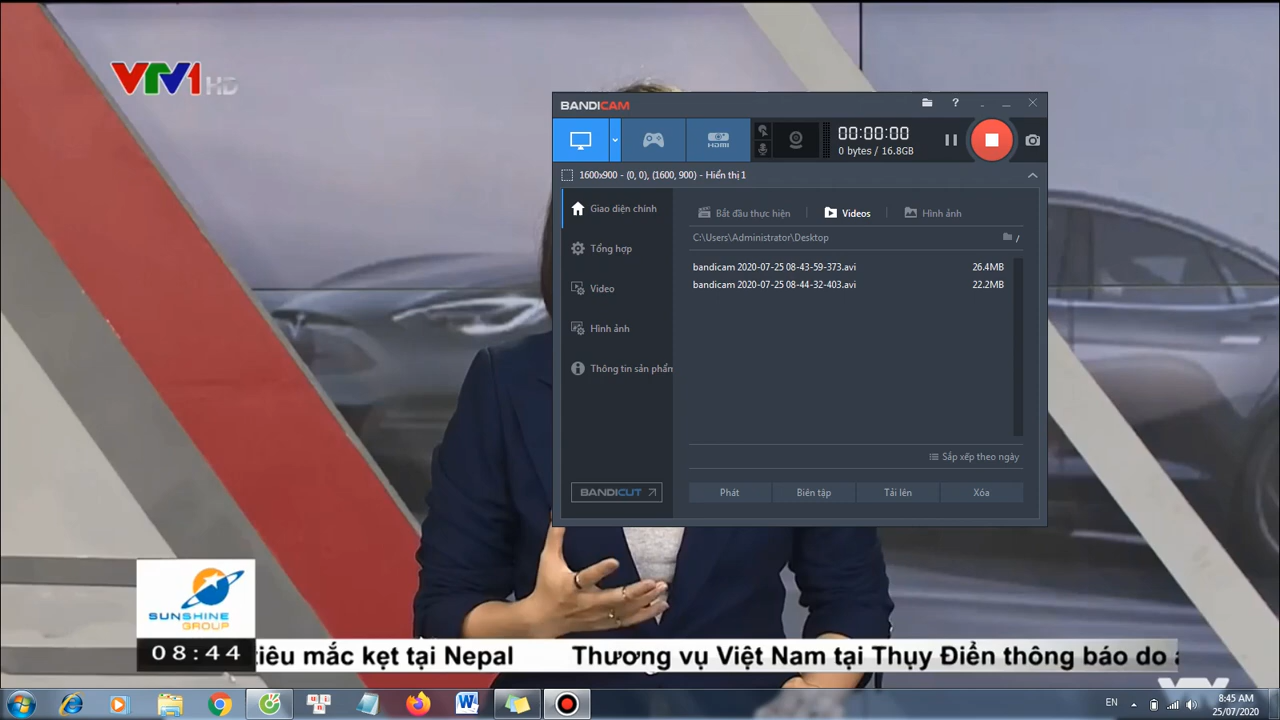 VTV1 HD
BANDICAM
?
HDMI
00:00:00
0 bytes / 16.8GB
1600x900 - (0, 0), (1600, 900) - Hiển thị 1
Giao diện chính
Tổng hợp
Video
Hình ảnh
Thông tin sản phẩm
BANDICUT
Bắt đầu thực hiện
Videos
Hình ảnh
C:\Users\Administrator\Desktop
/
bandicam 2020-07-25 08-43-59-373.avi 26.4MB
bandicam 2020-07-25 08-44-32-403.avi 22.2MB
Sắp xếp theo ngày
Phát Biên tập Tải lên Xóa
SUNSHINE
GROUP
08:44
tiêu mắc kẹt tại Nepal Thương vụ Việt Nam tại Thụy Điển thông báo do
EN
8:45 AM
25/07/2020